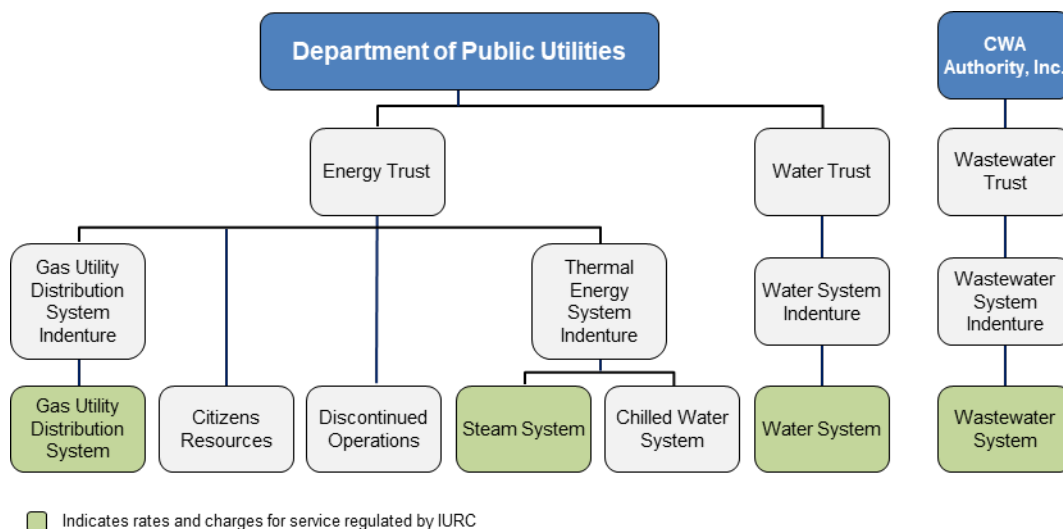 Department of Public Utilities
CWA
Authority, Inc.
Energy Trust
Water Trust
Wastewater
Trust
Gas Utility
Distribution
System
Indenture
Thermal
Energy
System
Indenture
Water System
Indenture
Wastewater
System
Indenture
Gas Utility
Distribution
System
Citizens
Resources
Discontinued
Operations
Steam System
Chilled Water
System
Water System
Wastewater
System
Indicates rates and charges for service regulated by IURC